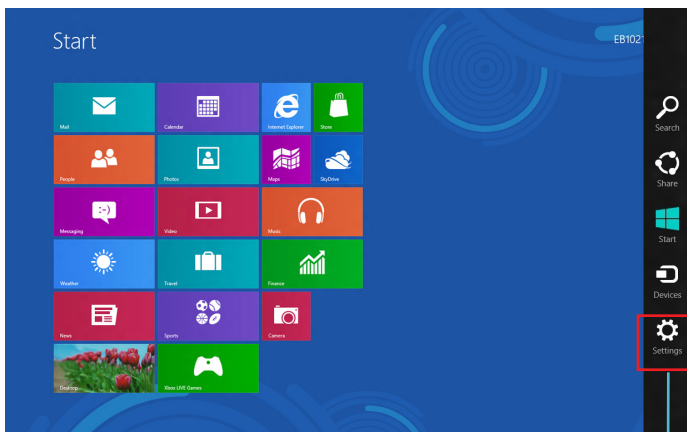 Start
EB102
Mail
Calendar
Internet Explorer
Store
People
Photos
Maps
SkyDrive
Messaging
:-)
Video
Music
Weather
Travel
Finance
News
Sports
Camera
Desktop
Xbox LIVE Games
Search
Share
Start
Devices
Settings